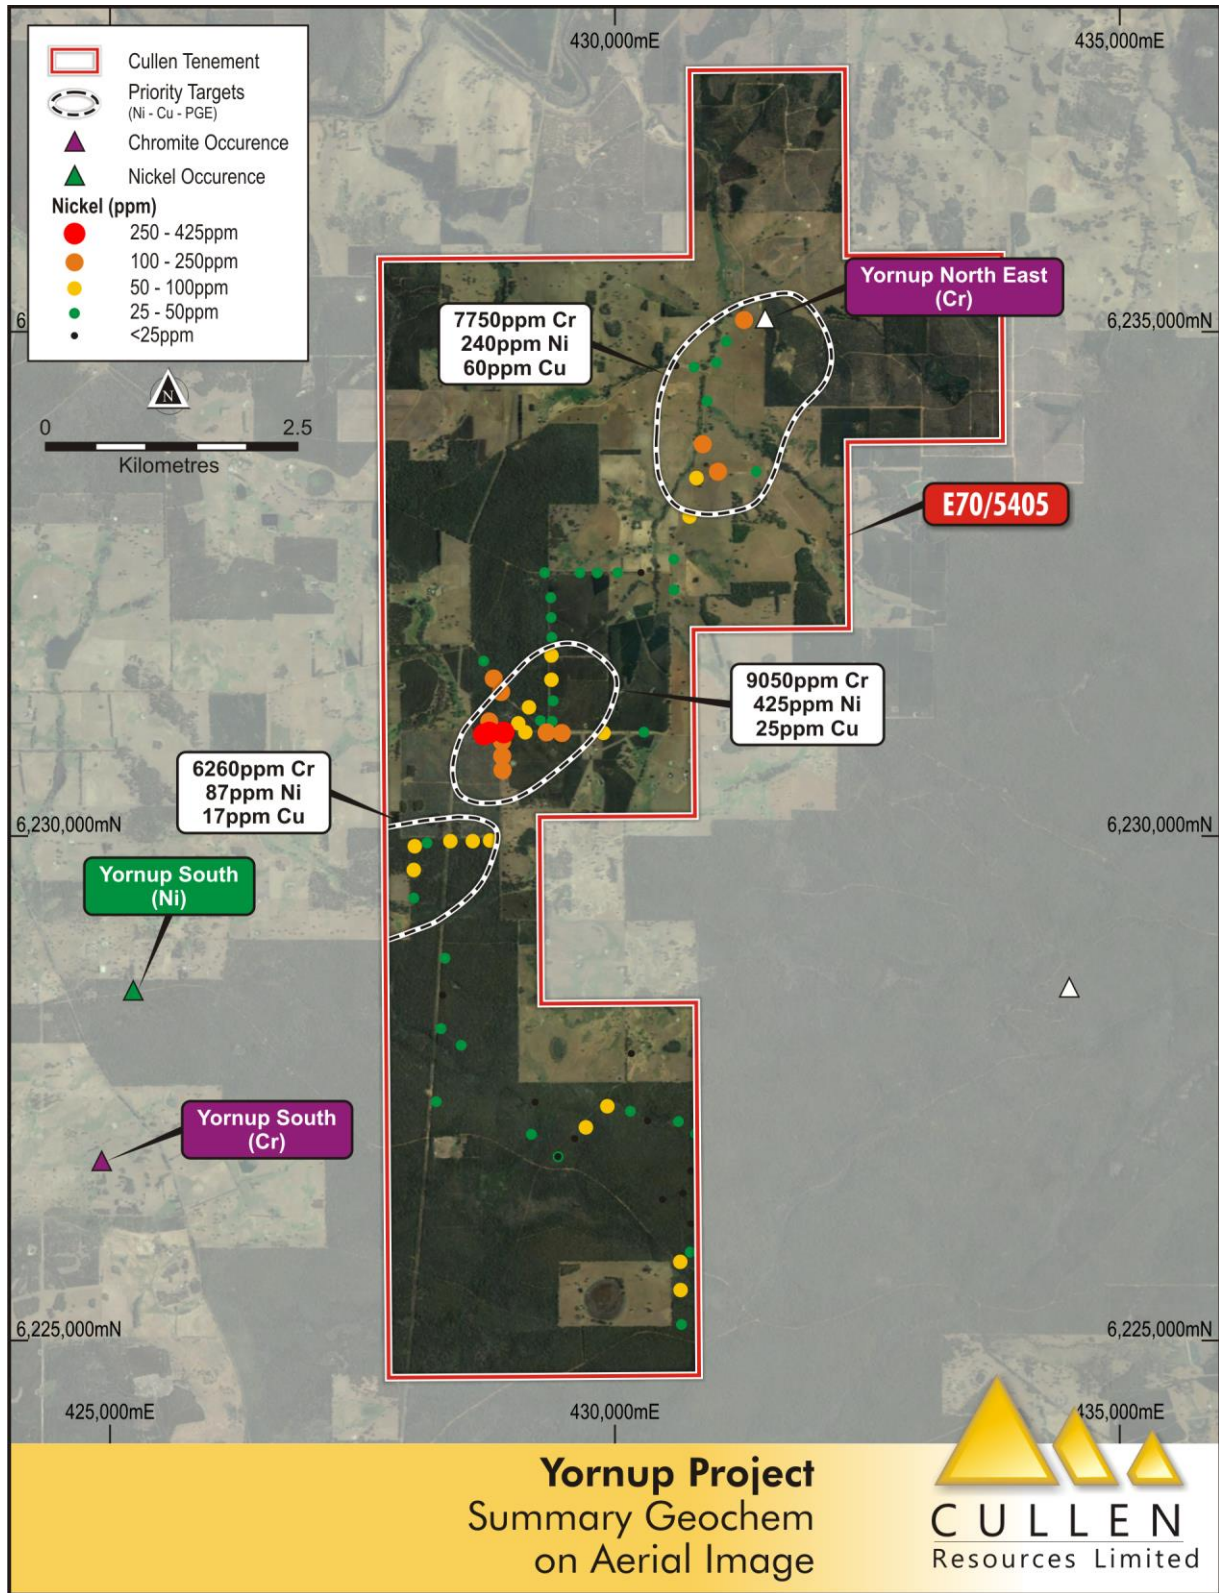 430,000mE
435,000mE
Cullen Tenement
Priority Targets
(Ni - Cu - PGE)
Chromite Occurence
Nickel Occurence
Nickel (ppm)
250 - 425ppm
100 - 250ppm
50 - 100ppm
25 - 50ppm
<25ppm
N
0
2.5
Kilometres
Yornup North East
(Cr)
7750ppm Cr
240ppm Ni
60ppm Cu
6
6,235,000mN
E70/5405
9050ppm Cr
425ppm Ni
25ppm Cu
6260ppm Cr
87ppm Ni
17ppm Cu
6,230,000mN
6,230,000mN
Yornup South
(Ni)
Yornup South
(Cr)
6,225,000mN
6,225,000mN
425,000mE
430,000mE
435,000mE
Yornup Project
Summary Geochem
on Aerial Image
CULLEN
Resources Limited